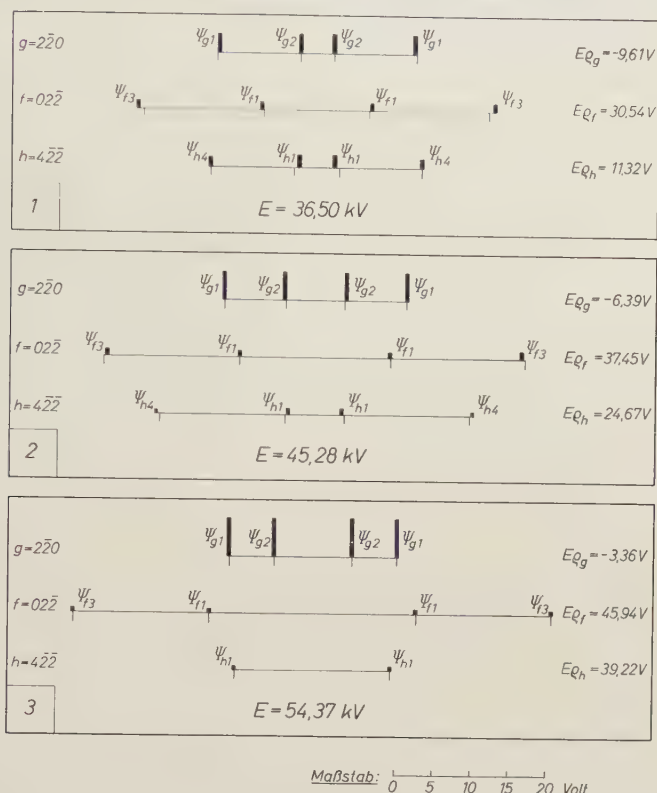 Ψg1 Ψg2 Ψg2 Ψg1
g=22̄0 Eϱg=-9,61V
Ψf3 Ψf1 Ψf1 Ψf3
f=022̄ Eϱf=30,54V
Ψh4 Ψh1 Ψh1 Ψh4
h=42̄2̄ Eϱh=11,32V
1 E=36,50 kV
Ψg1 Ψg2 Ψg2 Ψg1
g=22̄0 Eϱg=-6,39V
Ψf3 Ψf1 Ψf1 Ψf3
f=022̄ Eϱf=37,45V
Ψh4 Ψh1 Ψh1 Ψh4
h=42̄2̄ Eϱh=24,67V
2 E=45,28 kV
Ψg1 Ψg2 Ψg2 Ψg1
g=22̄0 Eϱg=-3,36V
Ψf3 Ψf1 Ψf1 Ψf3
f=022̄ Eϱf=45,94V
Ψh1 Ψh1
h=42̄2̄ Eϱh=39,22V
3 E=54,37 kV
Maßstab: 0 5 10 15 20 Volt